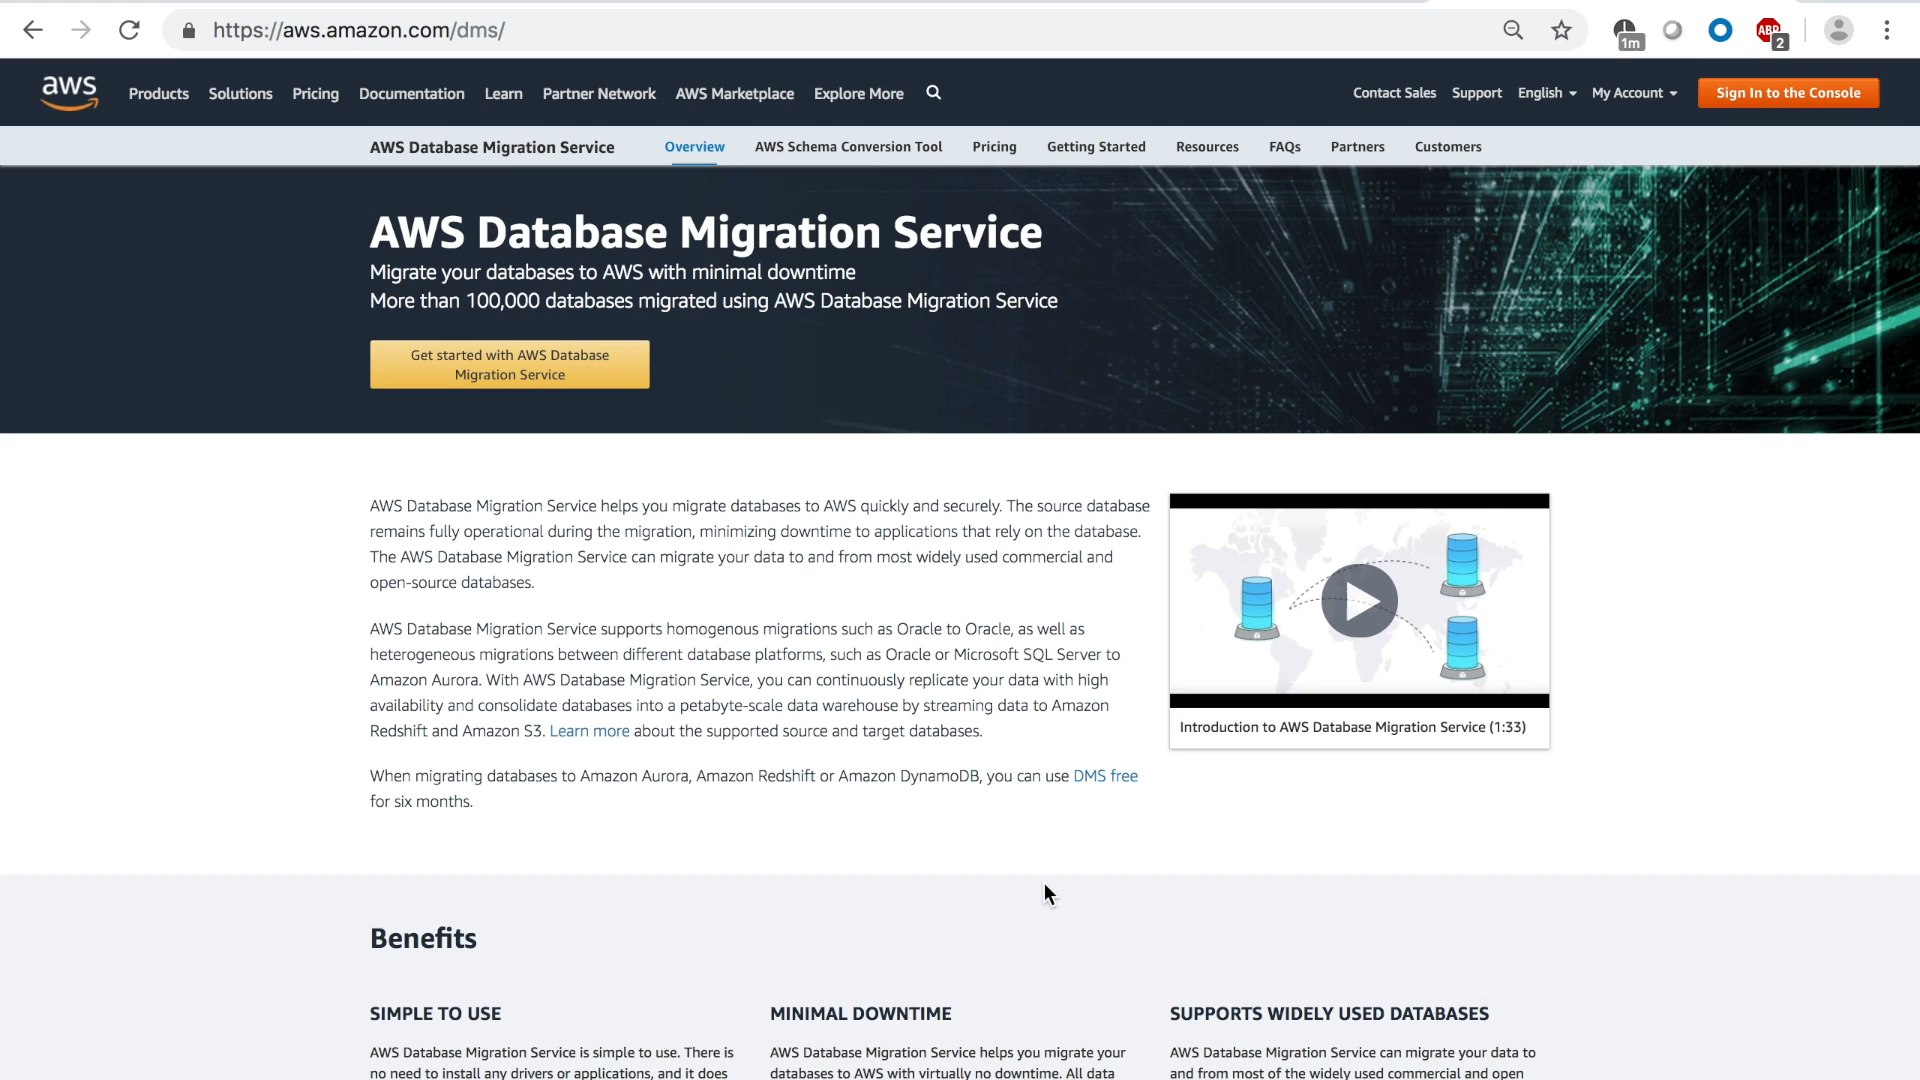 https://aws.amazon.com/dms/
1m
ABP
2
aws
Products Solutions Pricing Documentation Learn Partner Network AWS Marketplace Explore More
Contact Sales Support English My Account Sign In to the Console
AWS Database Migration Service Overview AWS Schema Conversion Tool Pricing Getting Started Resources FAQs Partners Customers
AWS Database Migration Service
Migrate your databases to AWS with minimal downtime
More than 100,000 databases migrated using AWS Database Migration Service
Get started with AWS Database
Migration Service
AWS Database Migration Service helps you migrate databases to AWS quickly and securely. The source database
remains fully operational during the migration, minimizing downtime to applications that rely on the database.
The AWS Database Migration Service can migrate your data to and from most widely used commercial and
open-source databases.
AWS Database Migration Service supports homogenous migrations such as Oracle to Oracle, as well as
heterogeneous migrations between different database platforms, such as Oracle or Microsoft SQL Server to
Amazon Aurora. With AWS Database Migration Service, you can continuously replicate your data with high
availability and consolidate databases into a petabyte-scale data warehouse by streaming data to Amazon
Redshift and Amazon S3. Learn more about the supported source and target databases.
When migrating databases to Amazon Aurora, Amazon Redshift or Amazon DynamoDB, you can use DMS free
for six months.
Introduction to AWS Database Migration Service (1:33)
Benefits
SIMPLE TO USE
AWS Database Migration Service is simple to use. There is
no need to install any drivers or applications, and it does
MINIMAL DOWNTIME
AWS Database Migration Service helps you migrate your
databases to AWS with virtually no downtime. All data
SUPPORTS WIDELY USED DATABASES
AWS Database Migration Service can migrate your data to
and from most of the widely used commercial and open